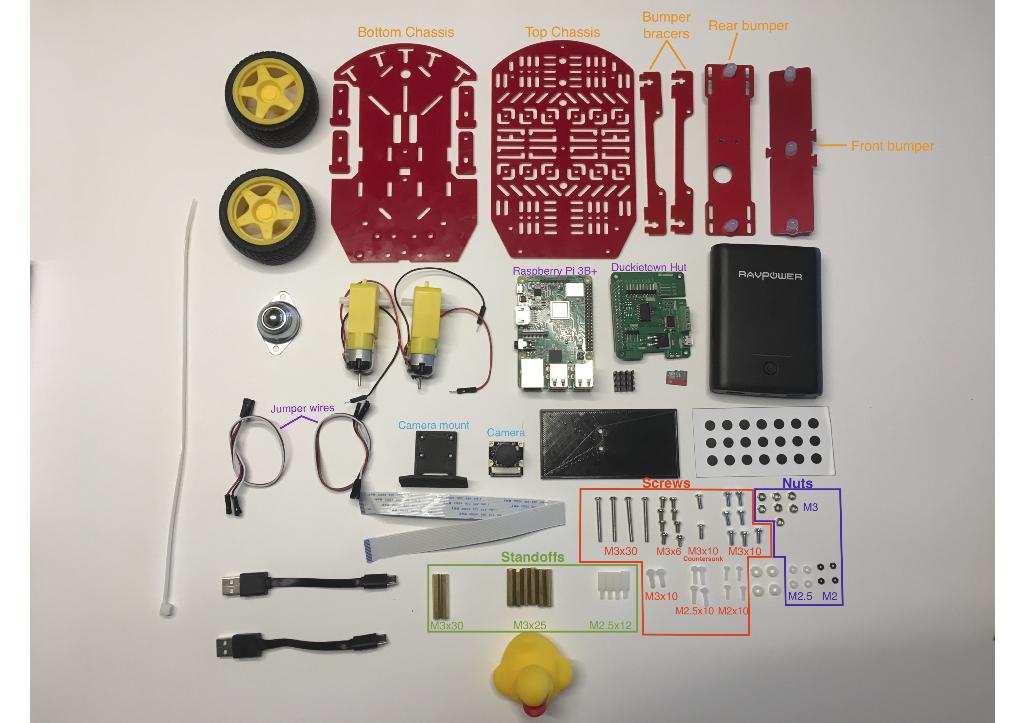 Bottom Chassis
Top Chassis
Bumper
bracers
Rear bumper
Front bumper
Raspberry Pi 3B+
Duckietown Hut
RAVPOWER
Jumper wires
Camera mount
Camera
Screws
Nuts
M3
M3x30
M3x6
M3x10
Countersunk
M3x10
Standoffs
M3x10
M2.5x10
M2x10
M2.5
M2
M3x30
M3x25
M2.5x12